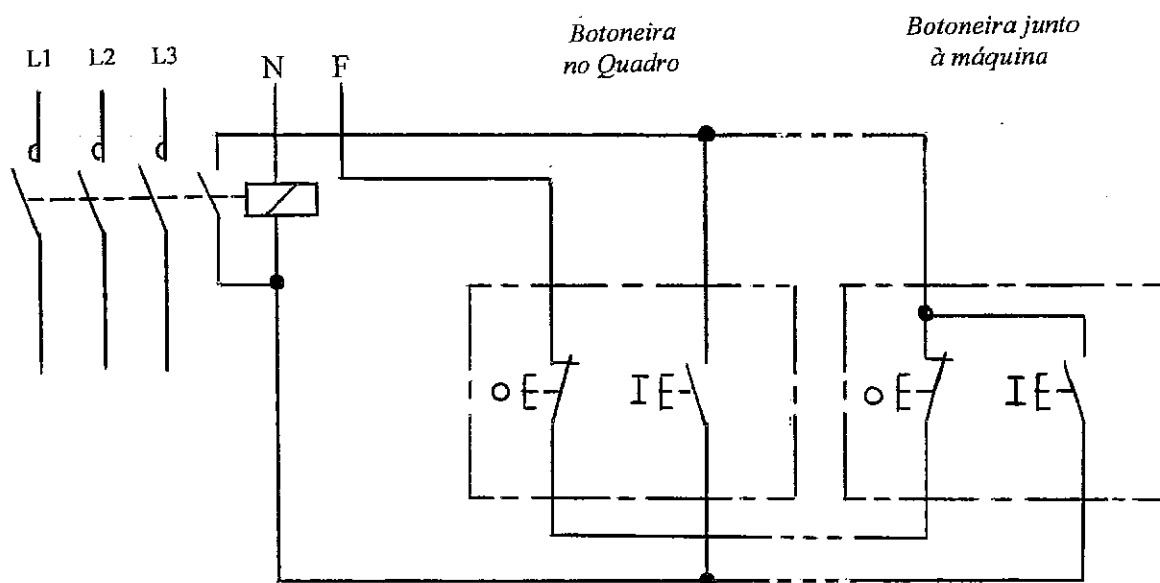 L1 L2 L3 N F
Botoneira
no Quadro
Botoneira junto
à máquina
O I O I